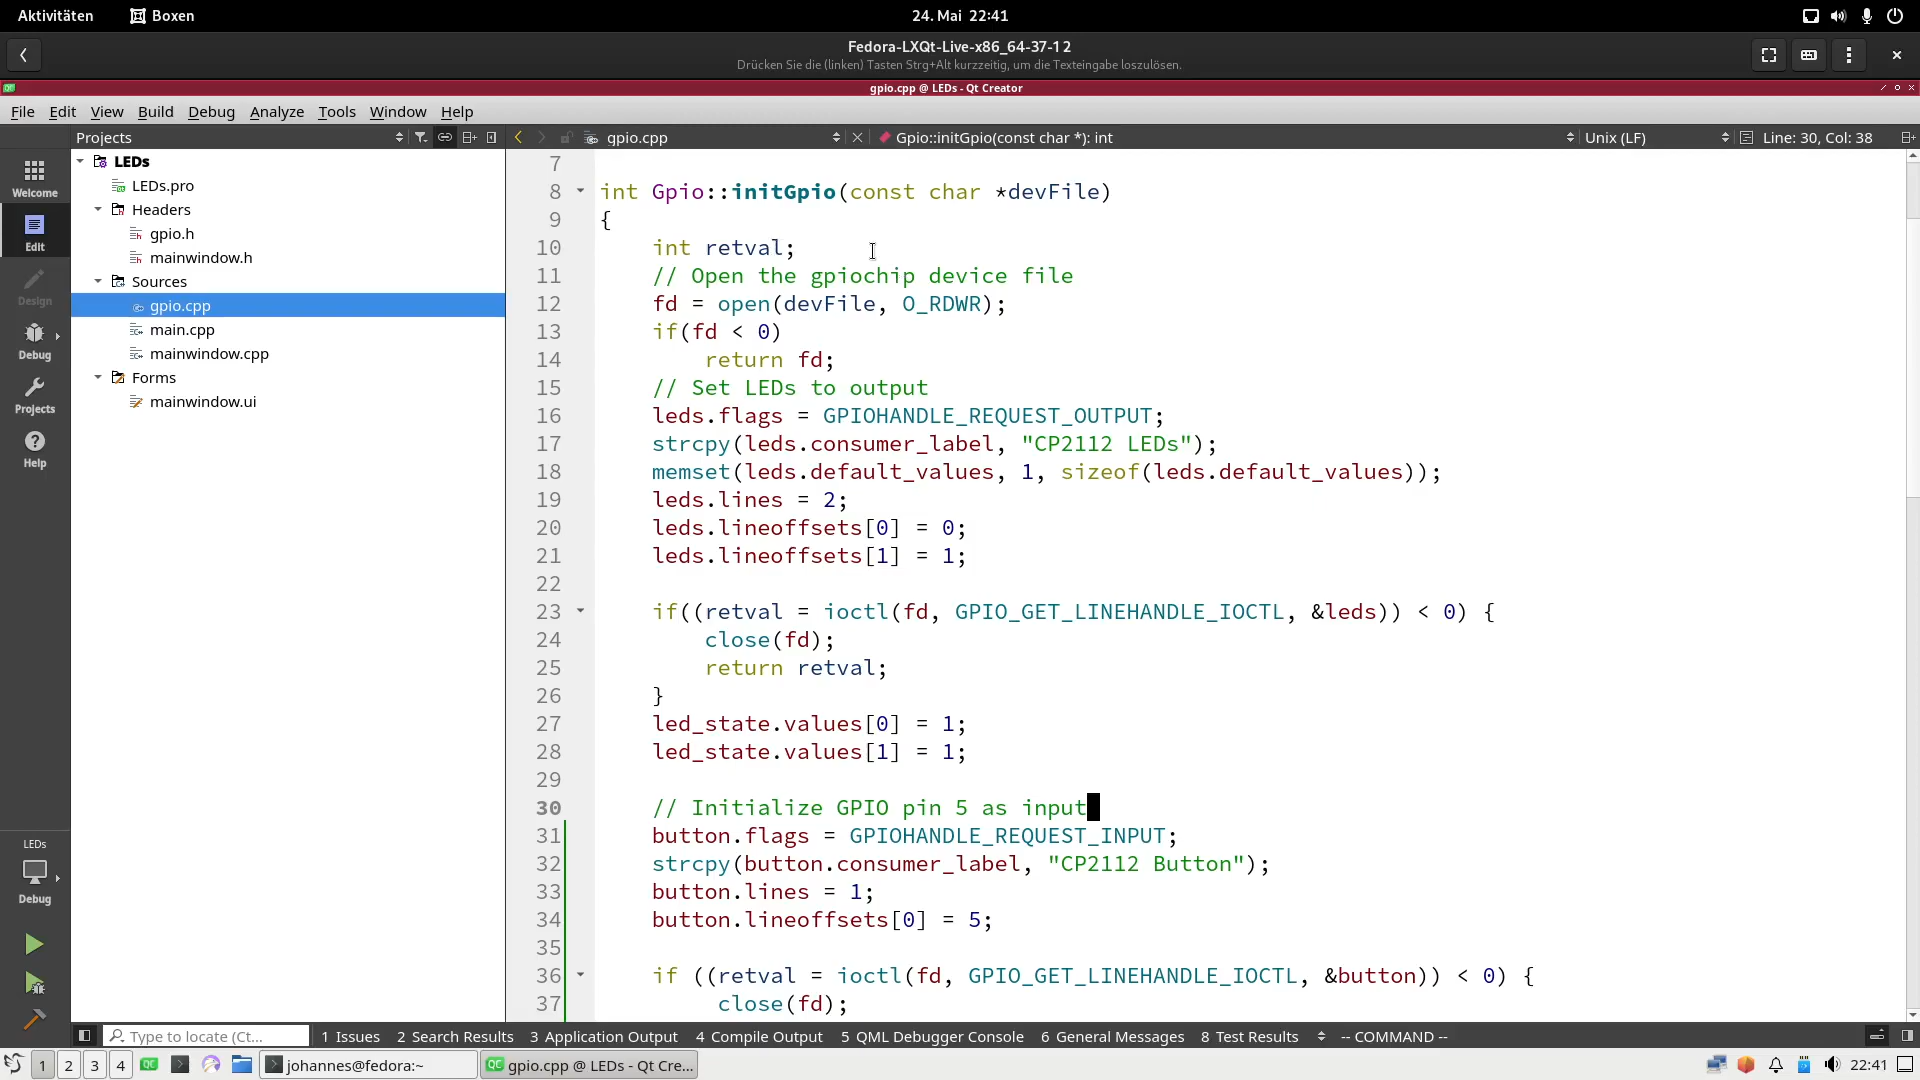 Aktivitäten Boxen 24. Mai 22:41
Fedora-LXQt-Live-x86_64-37-12
Drücken Sie die (linken) Tasten Strg+Alt kurzzeitig, um die Texteingabe loszulösen.
gpio.cpp @ LEDs - Qt Creator
File Edit View Build Debug Analyze Tools Window Help
Projects gpio.cpp Gpio::initGpio(const char *): int Unix (LF) Line: 30, Col: 38
Welcome
Edit
Design
Debug
Projects
Help
LEDs
Debug
LEDs
LEDs.pro
Headers
gpio.h
mainwindow.h
Sources
gpio.cpp
main.cpp
mainwindow.cpp
Forms
mainwindow.ui
7
8 int Gpio::initGpio(const char *devFile)
9 {
10     int retval;
11     // Open the gpiochip device file
12     fd = open(devFile, O_RDWR);
13     if(fd < 0)
14         return fd;
15     // Set LEDs to output
16     leds.flags = GPIOHANDLE_REQUEST_OUTPUT;
17     strcpy(leds.consumer_label, "CP2112 LEDs");
18     memset(leds.default_values, 1, sizeof(leds.default_values));
19     leds.lines = 2;
20     leds.lineoffsets[0] = 0;
21     leds.lineoffsets[1] = 1;
22
23     if((retval = ioctl(fd, GPIO_GET_LINEHANDLE_IOCTL, &leds)) < 0) {
24         close(fd);
25         return retval;
26     }
27     led_state.values[0] = 1;
28     led_state.values[1] = 1;
29
30     // Initialize GPIO pin 5 as input
31     button.flags = GPIOHANDLE_REQUEST_INPUT;
32     strcpy(button.consumer_label, "CP2112 Button");
33     button.lines = 1;
34     button.lineoffsets[0] = 5;
35
36     if ((retval = ioctl(fd, GPIO_GET_LINEHANDLE_IOCTL, &button)) < 0) {
37          close(fd);
Type to locate (Ct... 1 Issues 2 Search Results 3 Application Output 4 Compile Output 5 QML Debugger Console 6 General Messages 8 Test Results -- COMMAND --
1 2 3 4 johannes@fedora:~ gpio.cpp @ LEDs - Qt Cre... 22:41